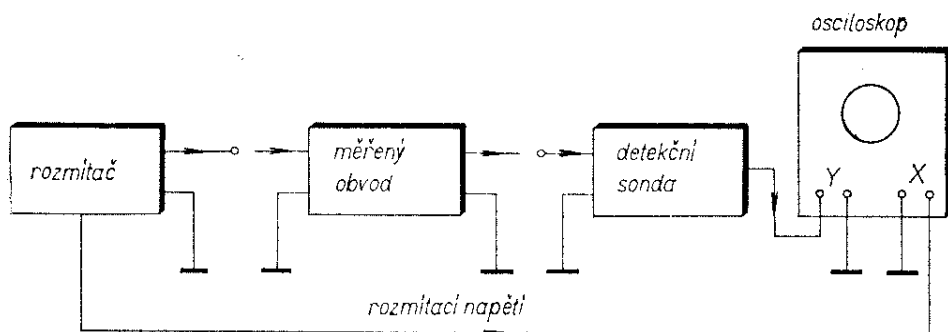 osciloskop
rozmítač
měřený
obvod
detekční
sonda
Y X
rozmítací napětí